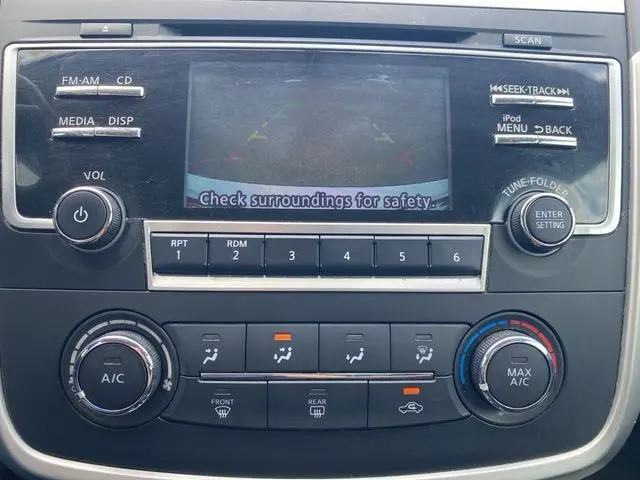 SCAN
FM·AM CD
SEEK·TRACK
MEDIA DISP
iPod
MENU BACK
VOL
TUNE·FOLDER
ENTER
SETTING
Check surroundings for safety.
RPT
1
RDM
2
3
4
5
6
A/C
MAX
A/C
FRONT
REAR